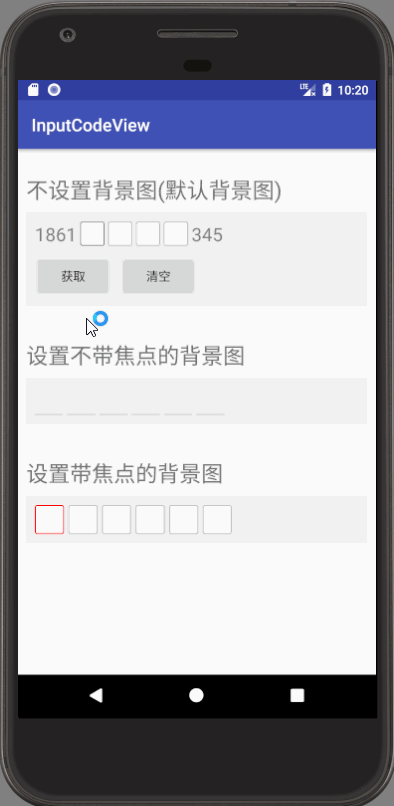 LTE 10:20
InputCodeView
不设置背景图(默认背景图)
1861 345
获取 清空
设置不带焦点的背景图
设置带焦点的背景图